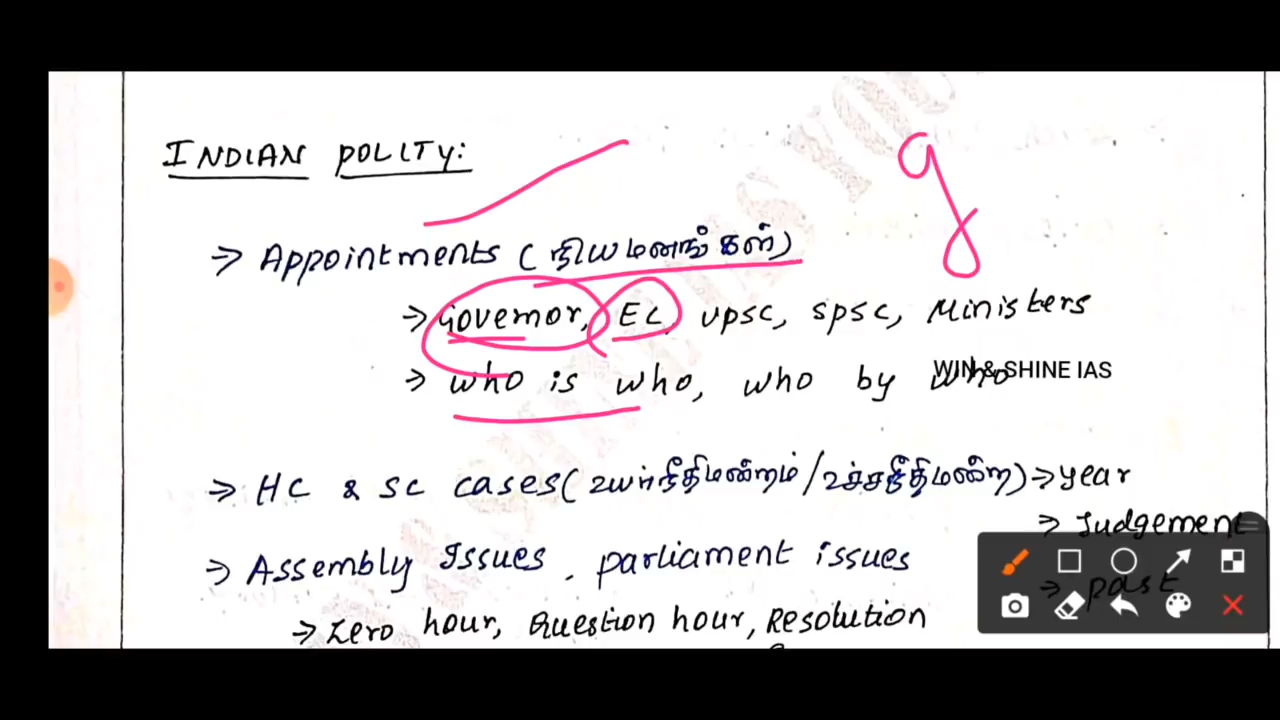 INDIAN POLITY:
→ Appointments (நியமனங்கள்)
→ Governor, EC, UPSC, SPSC, Ministers
→ who is who, who by who
WIN & SHINE IAS
→ HC & SC cases (உயர்நீதிமன்றம்/உச்சநீதிமன்ற) → year
→ Judgement
→ past
→ Assembly Issues, parliament issues
→ Zero hour, Question hour, Resolution